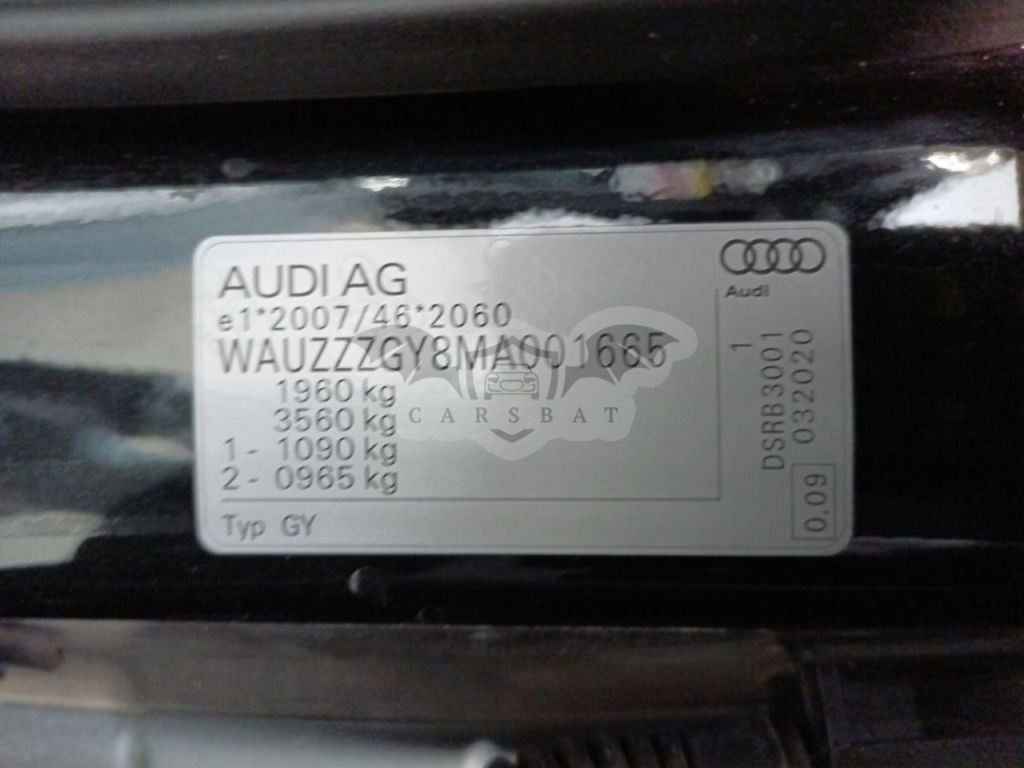 AUDI AG
e1*2007/46*2060
WAUZZZGY8MA001665
1960 kg
3560 kg
1 - 1090 kg
2 - 0965 kg
Typ GY
Audi
1
DSRB3001
032020
0,09
CARSBAT